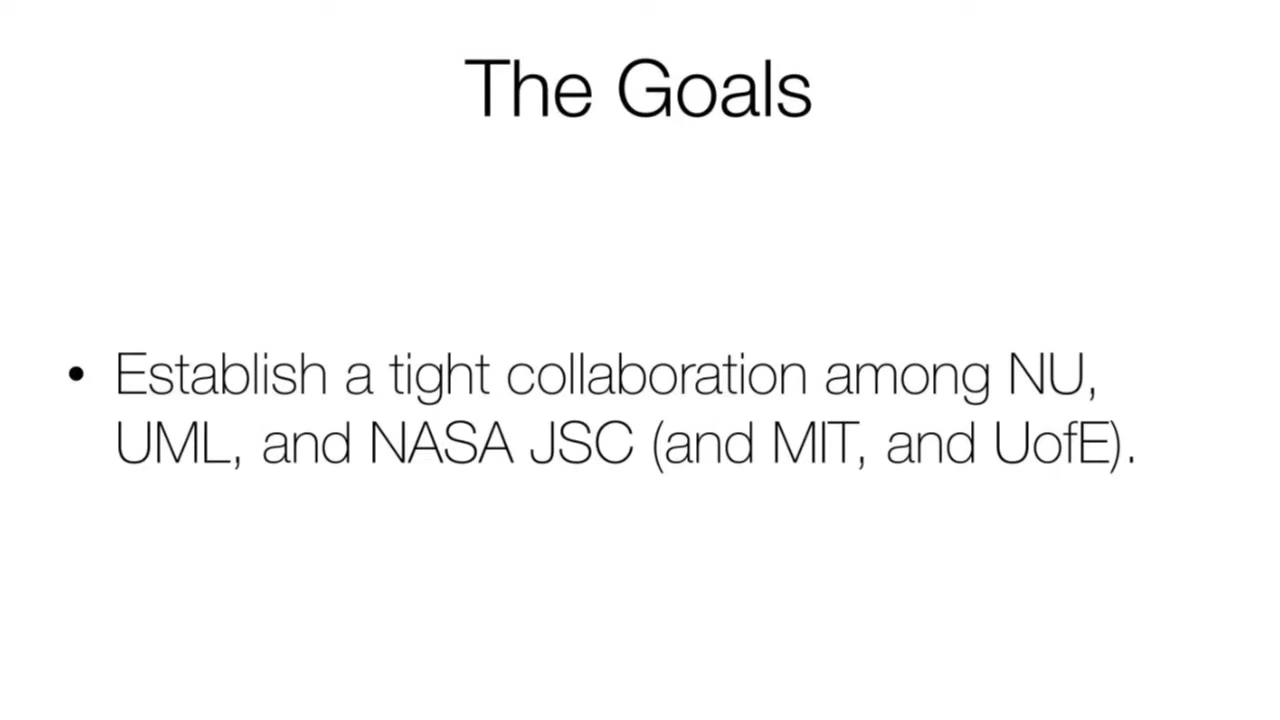 The Goals
• Establish a tight collaboration among NU,
UML, and NASA JSC (and MIT, and UofE).